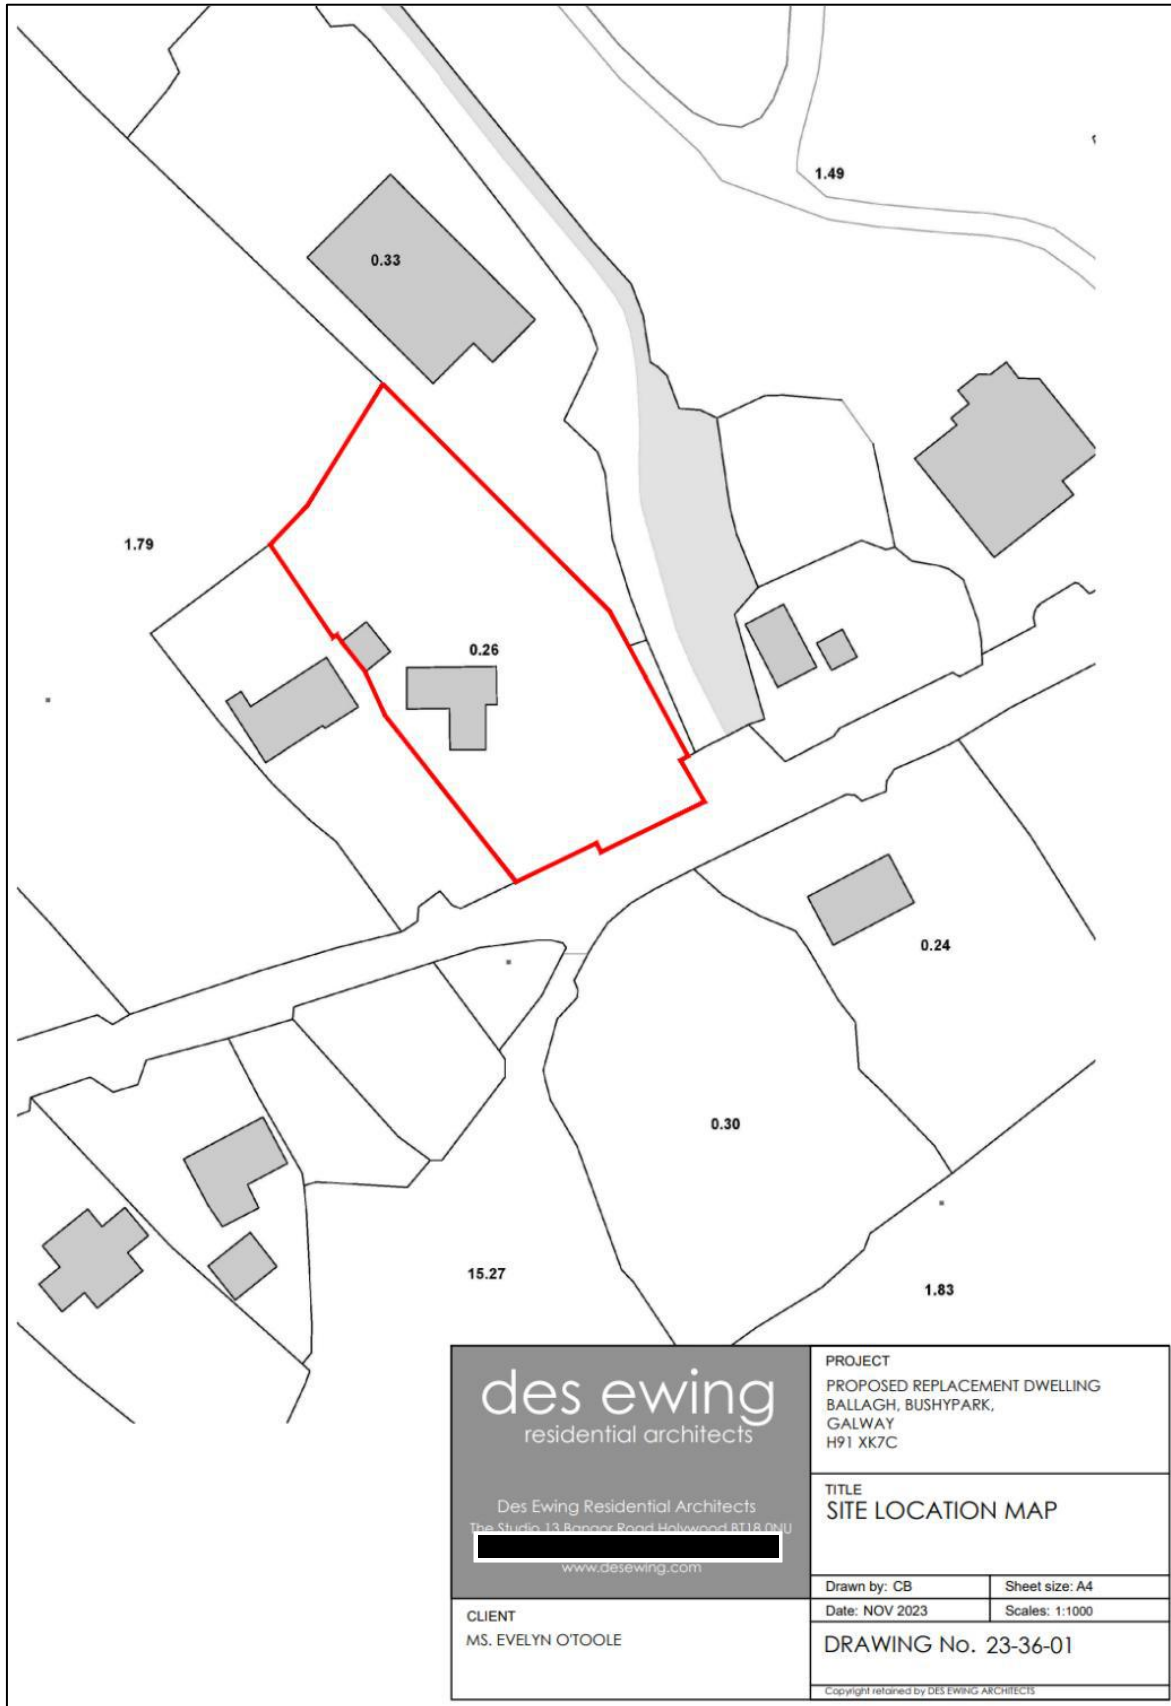 1.49
0.33
1.79
0.26
0.24
0.30
15.27
1.83
des ewing
residential architects
Des Ewing Residential Architects
The Studio 13 Bangor Road Holywood BT18 0NU
www.desewing.com
CLIENT
MS. EVELYN O'TOOLE
PROJECT
PROPOSED REPLACEMENT DWELLING
BALLAGH, BUSHYPARK,
GALWAY
H91 XK7C
TITLE
SITE LOCATION MAP
Drawn by: CB
Sheet size: A4
Date: NOV 2023
Scales: 1:1000
DRAWING No. 23-36-01
Copyright retained by DES EWING ARCHITECTS